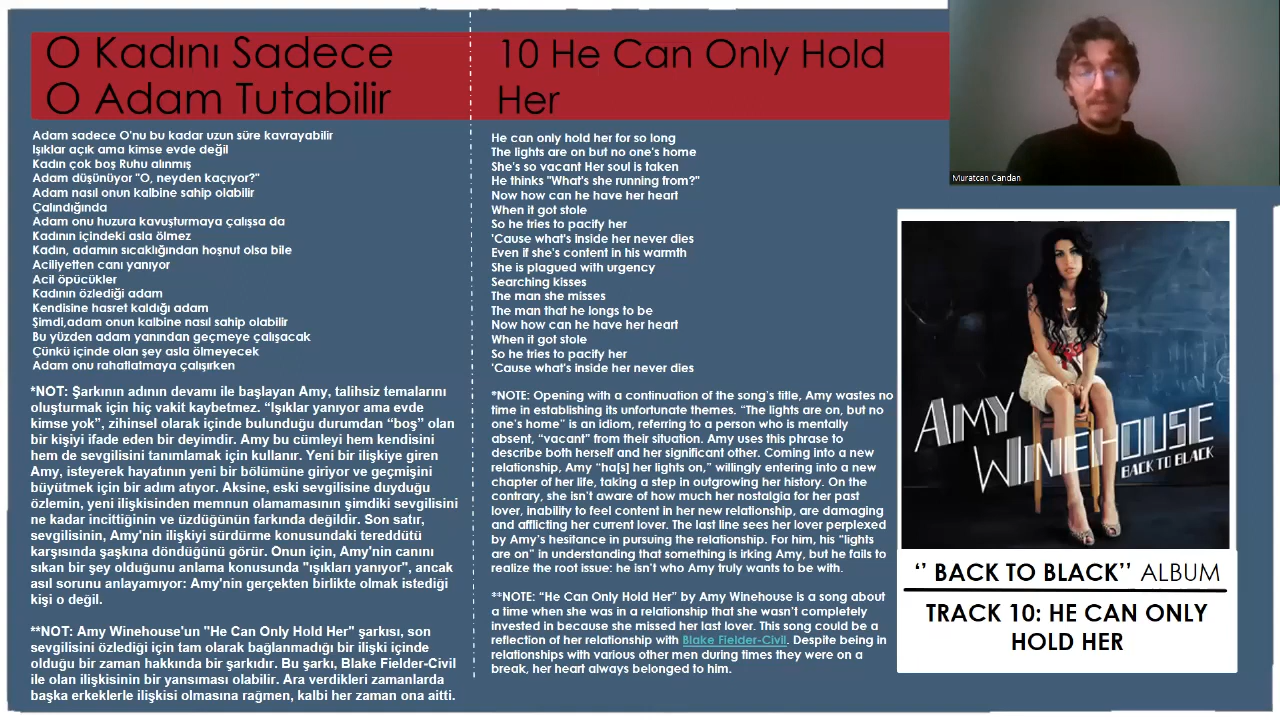 O Kadını Sadece
O Adam Tutabilir
Adam sadece O'nu bu kadar uzun süre kavrayabilir
Işıklar açık ama kimse evde değil
Kadın çok boş Ruhu alınmış
Adam düşünüyor "O, neyden kaçıyor?"
Adam nasıl onun kalbine sahip olabilir
Çalındığında
Adam onu huzura kavuşturmaya çalışsa da
Kadının içindeki asla ölmez
Kadın, adamın sıcaklığından hoşnut olsa bile
Aciliyetten canı yanıyor
Acil öpücükler
Kadının özlediği adam
Kendisine hasret kaldığı adam
Şimdi,adam onun kalbine nasıl sahip olabilir
Bu yüzden adam yanından geçmeye çalışacak
Çünkü içinde olan şey asla ölmeyecek
Adam onu rahatlatmaya çalışırken
*NOT: Şarkının adının devamı ile başlayan Amy, talihsiz temalarını
oluşturmak için hiç vakit kaybetmez. “Işıklar yanıyor ama evde
kimse yok”, zihinsel olarak içinde bulunduğu durumdan “boş” olan
bir kişiyi ifade eden bir deyimdir. Amy bu cümleyi hem kendisini
hem de sevgilisini tanımlamak için kullanır. Yeni bir ilişkiye giren
Amy, isteyerek hayatının yeni bir bölümüne giriyor ve geçmişini
büyütmek için bir adım atıyor. Aksine, eski sevgilisine duyduğu
özlemin, yeni ilişkisinden memnun olamamasının şimdiki sevgilisini
ne kadar incittiğinin ve üzdüğünün farkında değildir. Son satır,
sevgilisinin, Amy'nin ilişkiyi sürdürme konusundaki tereddütü
karşısında şaşkına döndüğünü görür. Onun için, Amy'nin canını
sıkan bir şey olduğunu anlama konusunda "ışıkları yanıyor", ancak
asıl sorunu anlayamıyor: Amy'nin gerçekten birlikte olmak istediği
kişi o değil.
**NOT: Amy Winehouse'un "He Can Only Hold Her" şarkısı, son
sevgilisini özlediği için tam olarak bağlanmadığı bir ilişki içinde
olduğu bir zaman hakkında bir şarkıdır. Bu şarkı, Blake Fielder-Civil
ile olan ilişkisinin bir yansıması olabilir. Ara verdikleri zamanlarda
başka erkeklerle ilişkisi olmasına rağmen, kalbi her zaman ona aitti.
10 He Can Only Hold
Her
He can only hold her for so long
The lights are on but no one's home
She's so vacant Her soul is taken
He thinks "What's she running from?"
Now how can he have her heart
When it got stole
So he tries to pacify her
'Cause what's inside her never dies
Even if she's content in his warmth
She is plagued with urgency
Searching kisses
The man she misses
The man that he longs to be
Now how can he have her heart
When it got stole
So he tries to pacify her
'Cause what's inside her never dies
*NOTE: Opening with a continuation of the song's title, Amy wastes no
time in establishing its unfortunate themes. “The lights are on, but no
one's home” is an idiom, referring to a person who is mentally
absent, “vacant” from their situation. Amy uses this phrase to
describe both herself and her significant other. Coming into a new
relationship, Amy “ha[s] her lights on,” willingly entering into a new
chapter of her life, taking a step in outgrowing her history. On the
contrary, she isn't aware of how much her nostalgia for her past
lover, inability to feel content in her new relationship, are damaging
and afflicting her current lover. The last line sees her lover perplexed
by Amy's hesitance in pursuing the relationship. For him, his “lights
are on” in understanding that something is irking Amy, but he fails to
realize the root issue: he isn't who Amy truly wants to be with.
**NOTE: “He Can Only Hold Her” by Amy Winehouse is a song about
a time when she was in a relationship that she wasn't completely
invested in because she missed her last lover. This song could be a
reflection of her relationship with Blake Fielder-Civil. Despite being in
relationships with various other men during times they were on a
break, her heart always belonged to him.
Muratcan Candan
AMY
WINEHOUSE
BACK TO BLACK
‘’ BACK TO BLACK’’ ALBUM
TRACK 10: HE CAN ONLY
HOLD HER